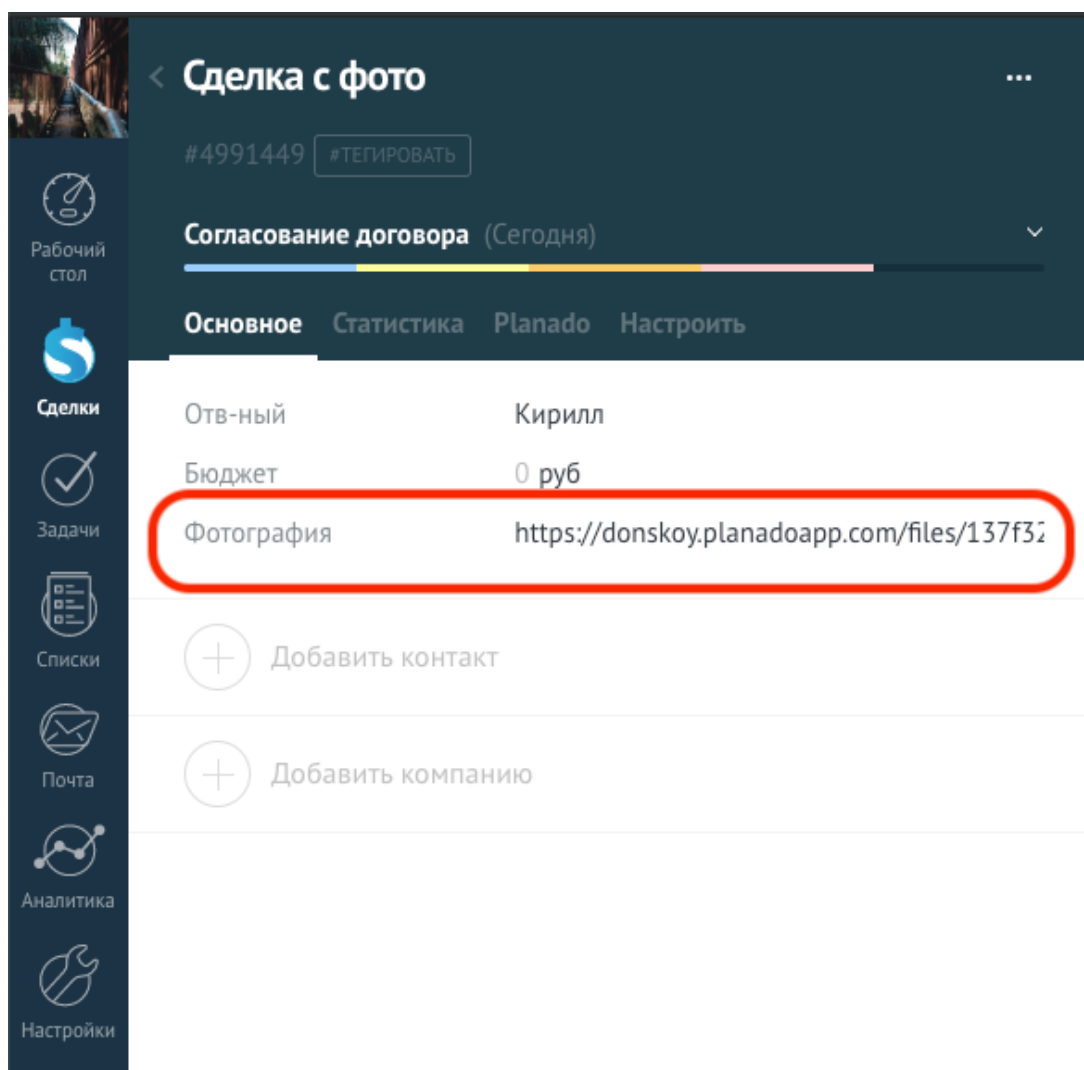 Сделка с фото
#4991449 #ТЕГИРОВАТЬ
Согласование договора (Сегодня)
Основное Статистика Planado Настроить
Рабочий
стол
Сделки
Задачи
Списки
Почта
Аналитика
Настройки
Отв-ный Кирилл
Бюджет 0 руб
Фотография https://donskoy.planadoapp.com/files/137f32
Добавить контакт
Добавить компанию